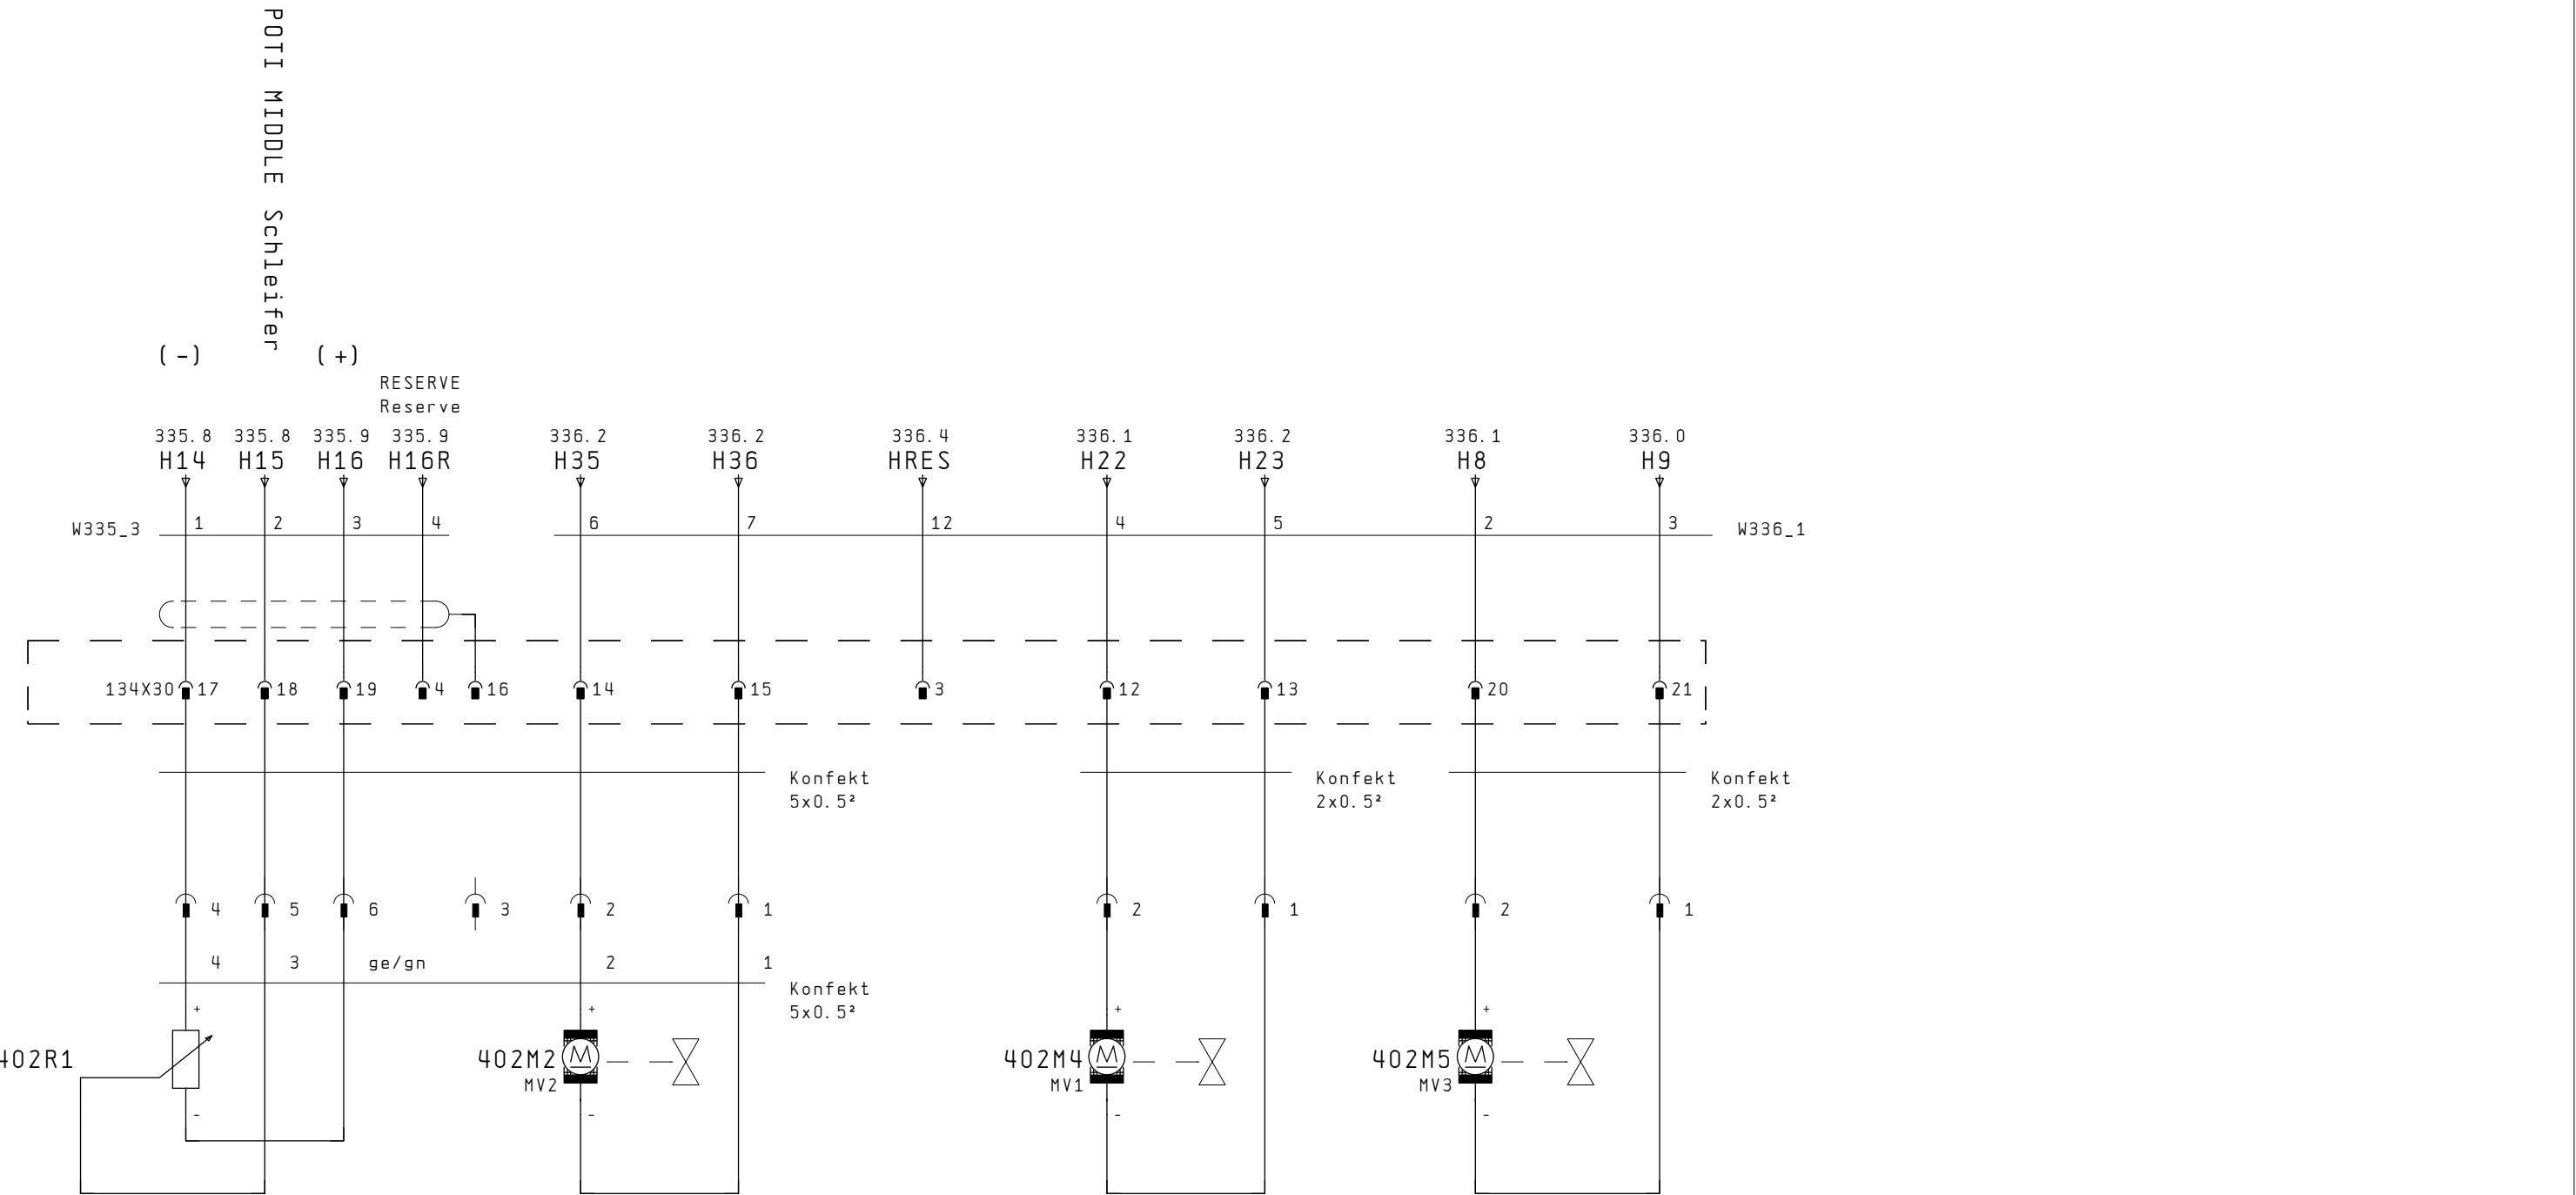 POTI MIDDLE Schleifer
(-)
(+)
RESERVE
Reserve
335.8 335.8 335.9 335.9 336.2 336.2 336.4 336.1 336.2 336.1 336.0
H14 H15 H16 H16R H35 H36 HRES H22 H23 H8 H9
W335_3 1 2 3 4 6 7 12 4 5 2 3 W336_1
134X30 17 18 19 4 16 14 15 3 12 13 20 21
Konfekt
5x0.5²
Konfekt
2x0.5²
Konfekt
2x0.5²
4 5 6 3 2 1 2 1 2 1
4 3 ge/gn 2 1
Konfekt
5x0.5²
+ + + +
402R1 402M2 M 402M4 M 402M5 M
MV2 MV1 MV3
- - - -